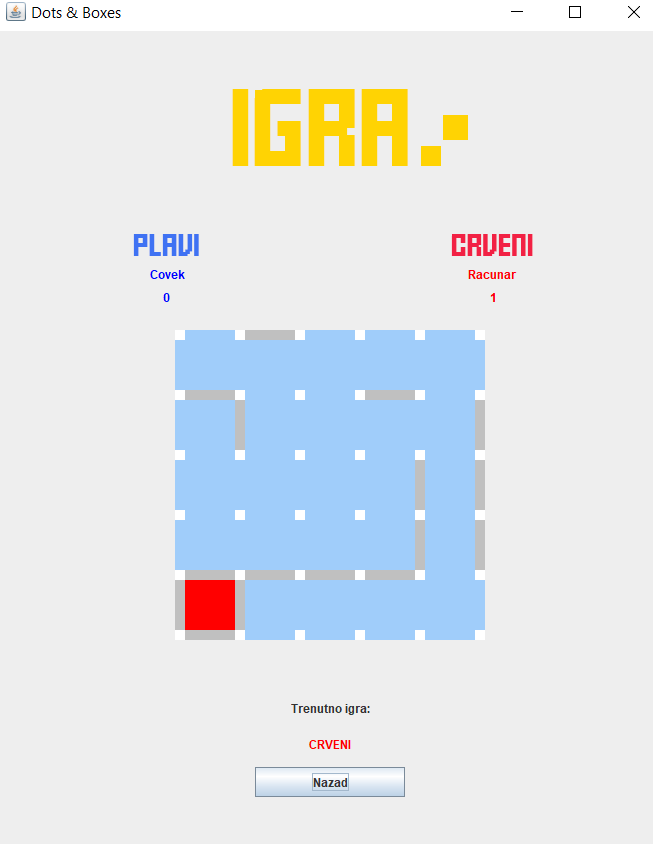 Dots & Boxes
IGRA
PLAVI
CRVENI
Covek
Racunar
0
1
Trenutno igra:
CRVENI
Nazad